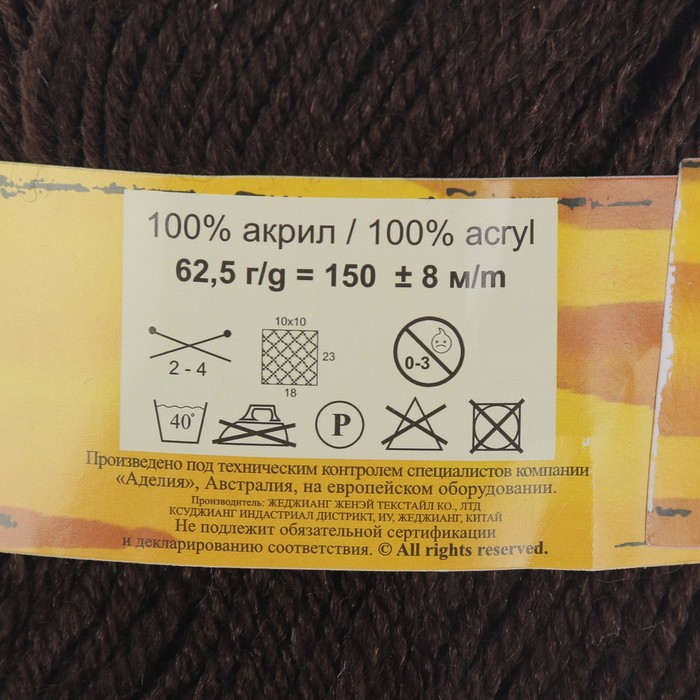 100% акрил / 100% acryl
62,5 г/g = 150 ± 8 м/m
2 - 4
10x10
23
18
0-3
40°
P
Произведено под техническим контролем специалистов компании
«Аделия», Австралия, на европейском оборудовании.
Производитель: ЖЕДЖИАНГ ЖЕНЭЙ ТЕКСТАЙЛ КО., ЛТД
КСУДЖИАНГ ИНДАСТРИАЛ ДИСТРИКТ, ИУ, ЖЕДЖИАНГ, КИТАЙ
Не подлежит обязательной сертификации
и декларированию соответствия. © All rights reserved.